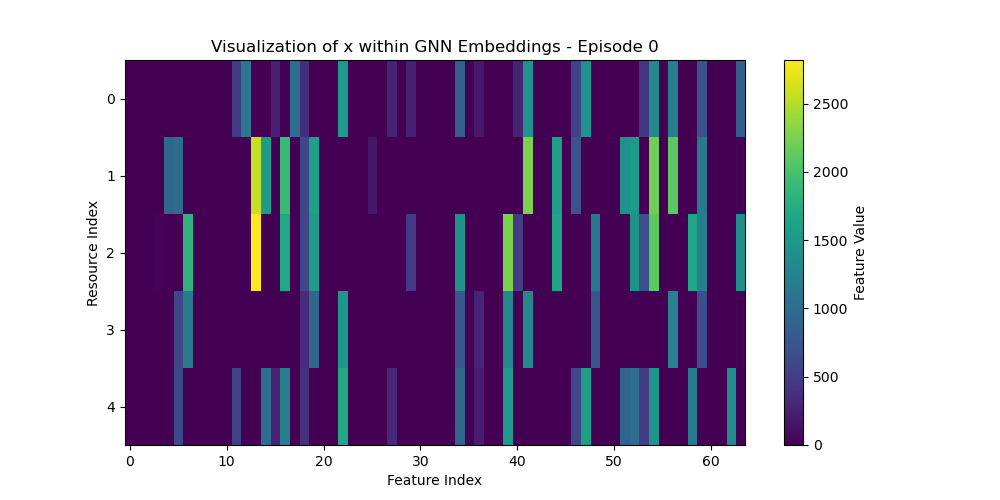 Visualization of x within GNN Embeddings - Episode 0
Resource Index
0
1
2
3
4
0 10 20 30 40 50 60
Feature Index
2500
2000
1500
1000
500
0
Feature Value